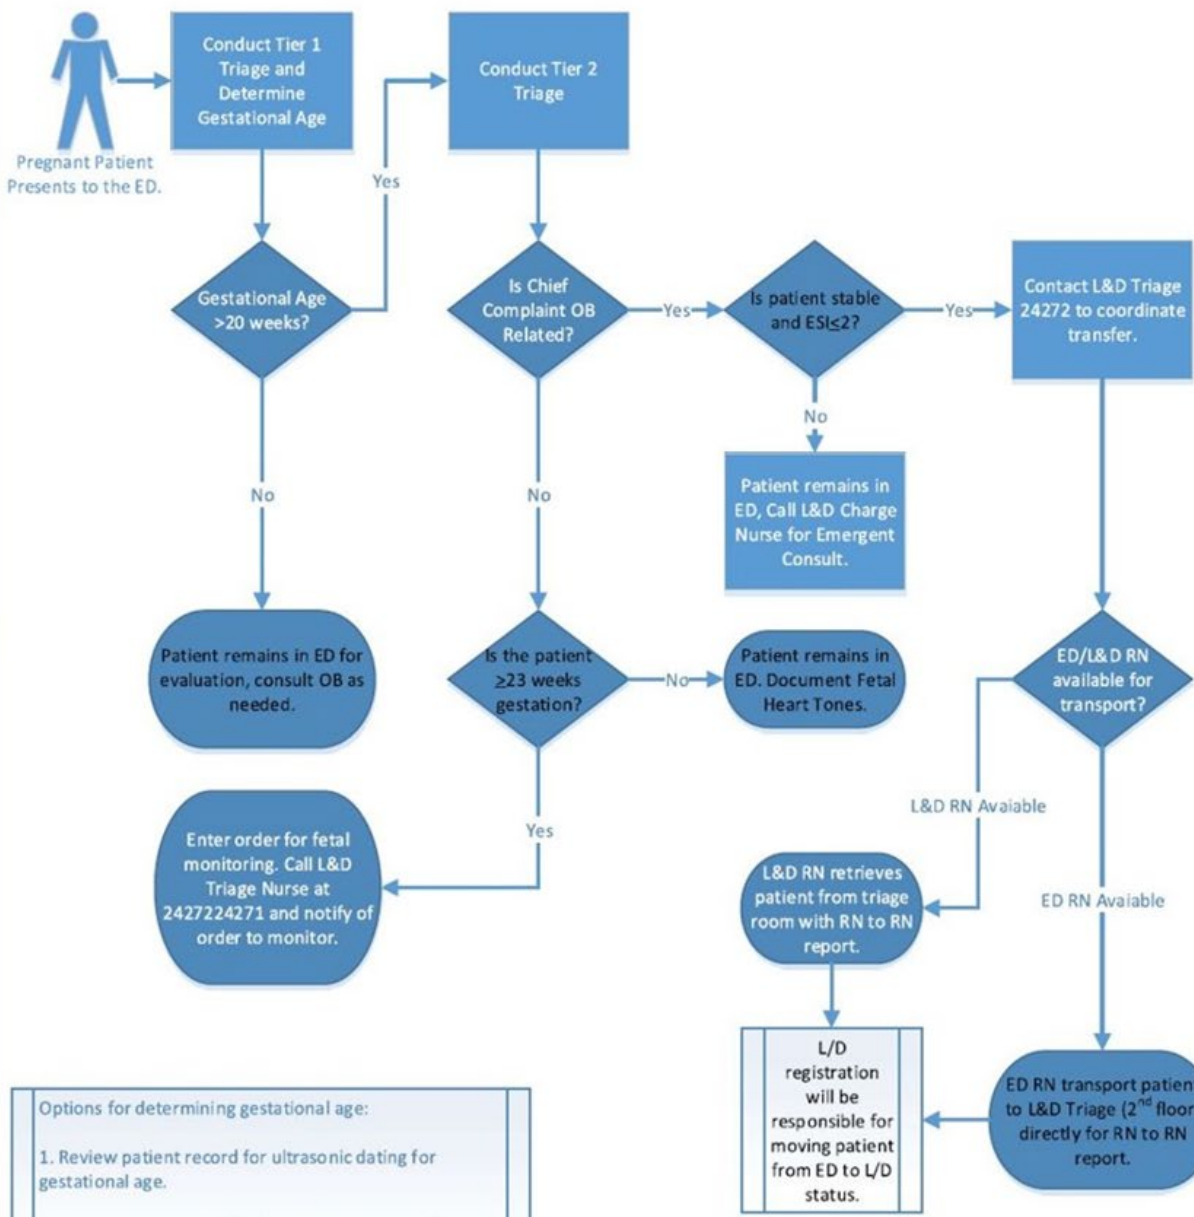 Conduct Tier 1
Triage and
Determine
Gestational Age
Conduct Tier 2
Triage
Pregnant Patient
Presents to the ED.
Yes
Gestational Age
>20 weeks?
Is Chief
Complaint OB
Related?
Yes
Is patient stable
and ESI≤2?
Yes
Contact L&D Triage
24272 to coordinate
transfer.
No
No
No
Patient remains in
ED, Call L&D Charge
Nurse for Emergent
Consult.
Patient remains in ED for
evaluation, consult OB as
needed.
Is the patient
≥23 weeks
gestation?
No
Patient remains in
ED. Document Fetal
Heart Tones.
ED/L&D RN
available for
transport?
L&D RN Avaiable
Yes
Enter order for fetal
monitoring. Call L&D
Triage Nurse at
2427224271 and notify of
order to monitor.
L&D RN retrieves
patient from triage
room with RN to RN
report.
ED RN Avaiable
L/D
registration
will be
responsible for
moving patient
from ED to L/D
status.
ED RN transport patient
to L&D Triage (2nd floor
directly for RN to RN
report.
Options for determining gestational age:
1. Review patient record for ultrasonic dating for
gestational age.